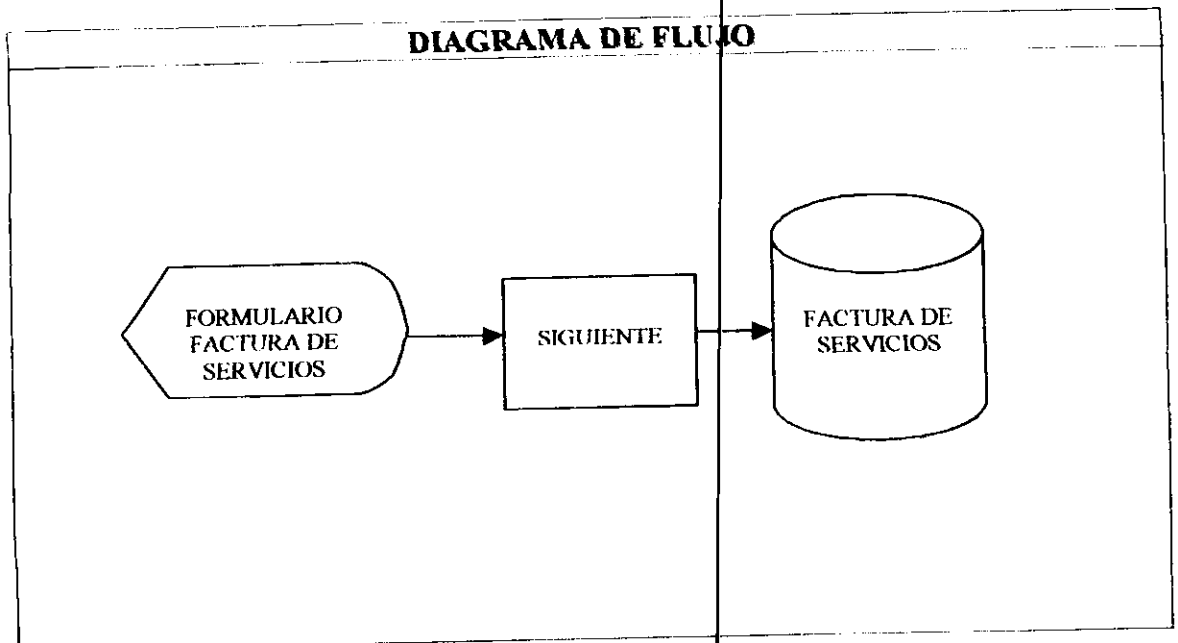 DIAGRAMA DE FLUJO
FORMULARIO
FACTURA DE
SERVICIOS
SIGUIENTE
FACTURA DE
SERVICIOS